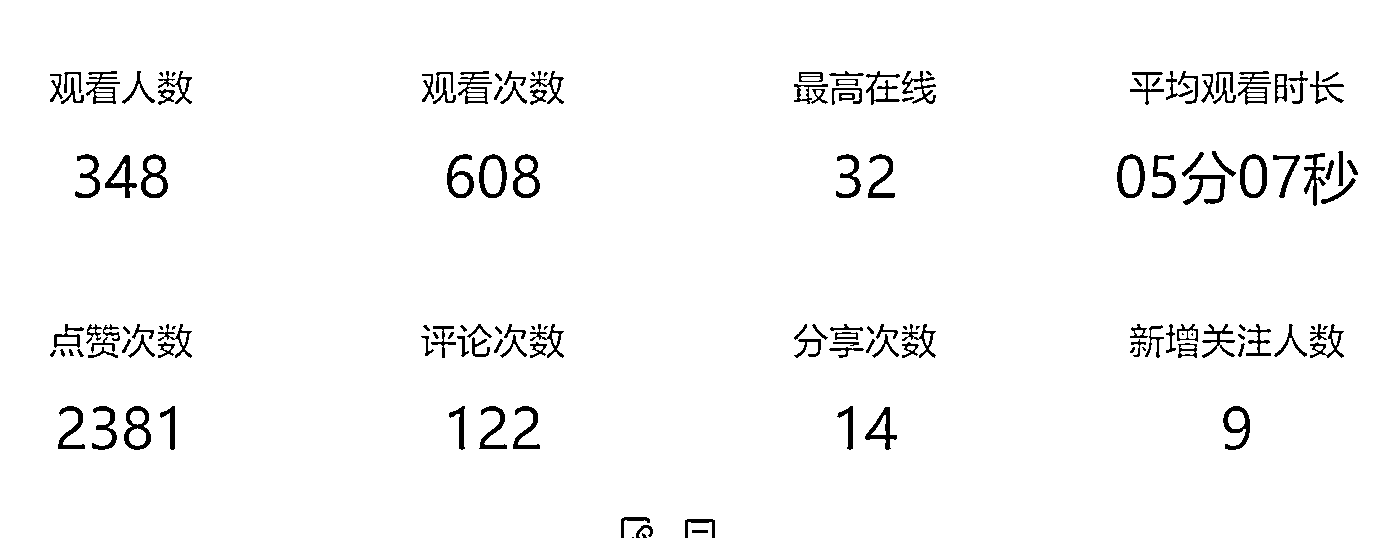 观看人数 观看次数 最高在线 平均观看时长
348 608 32 05分07秒
点赞次数 评论次数 分享次数 新增关注人数
2381 122 14 9